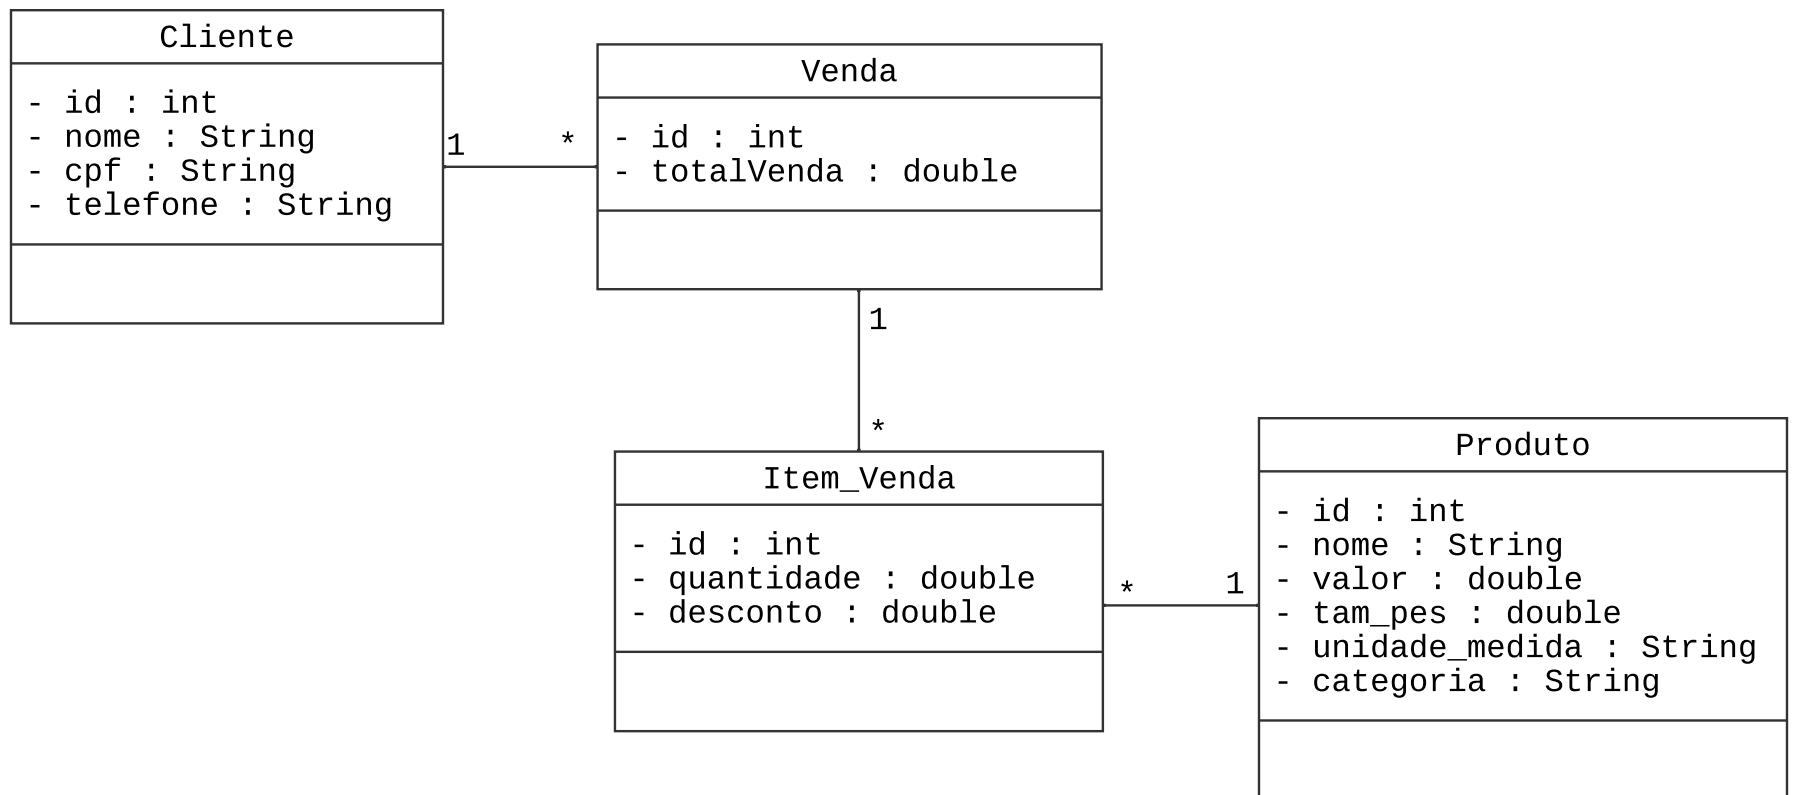 Cliente
- id : int
- nome : String
- cpf : String
- telefone : String
1
*
Venda
- id : int
- totalVenda : double
1
*
Item_Venda
- id : int
- quantidade : double
- desconto : double
*
1
Produto
- id : int
- nome : String
- valor : double
- tam_pes : double
- unidade_medida : String
- categoria : String